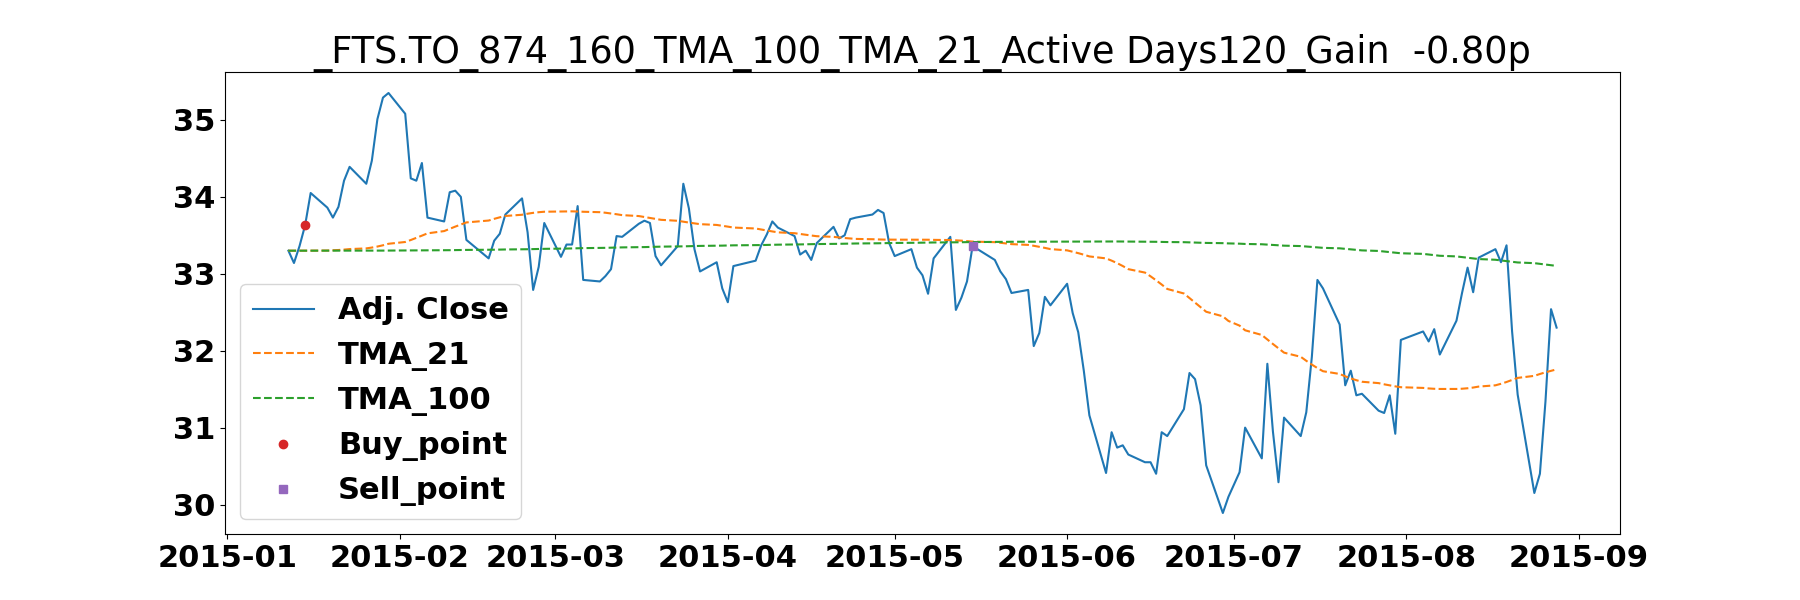 _FTS.TO_874_160_TMA_100_TMA_21_Active Days120_Gain  -0.80p
35
34
33
32
31
30
Adj. Close
TMA_21
TMA_100
Buy_point
Sell_point
2015-01 2015-02 2015-03 2015-04 2015-05 2015-06 2015-07 2015-08 2015-09